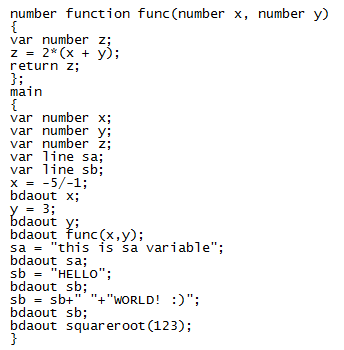 number function func(number x, number y)
{
var number z;
z = 2*(x + y);
return z;
};
main
{
var number x;
var number y;
var number z;
var line sa;
var line sb;
x = -5/-1;
bdaout x;
y = 3;
bdaout y;
bdaout func(x,y);
sa = "this is sa variable";
bdaout sa;
sb = "HELLO";
bdaout sb;
sb = sb+" "+"WORLD! :)";
bdaout sb;
bdaout squareroot(123);
}